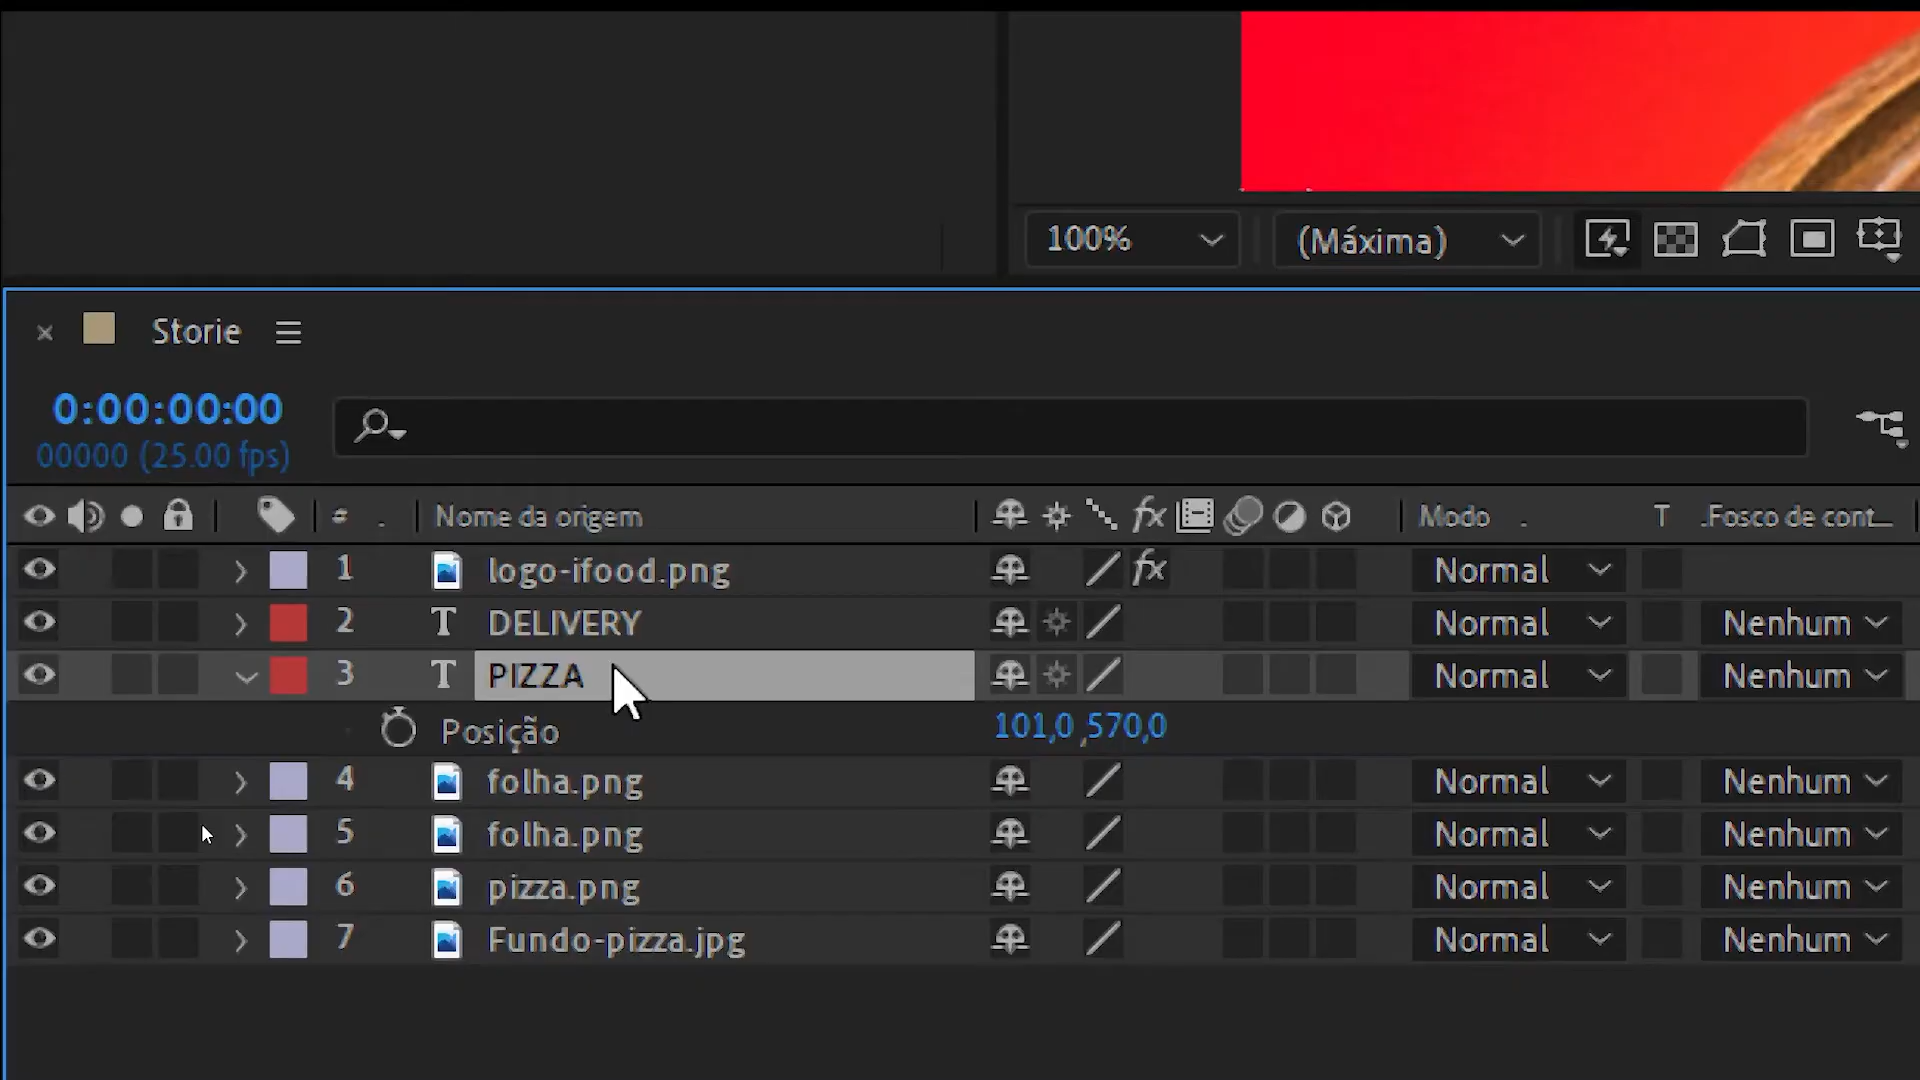 100%
(Máxima)
Storie
0:00:00:00
00000 (25.00 fps)
# . Nome da origem fx Modo . T .Fosco de cont...
1 logo-ifood.png fx Normal
2 T DELIVERY Normal Nenhum
3 T PIZZA Normal Nenhum
Posição 101,0 ,570,0
4 folha.png Normal Nenhum
5 folha.png Normal Nenhum
6 pizza.png Normal Nenhum
7 Fundo-pizza.jpg Normal Nenhum